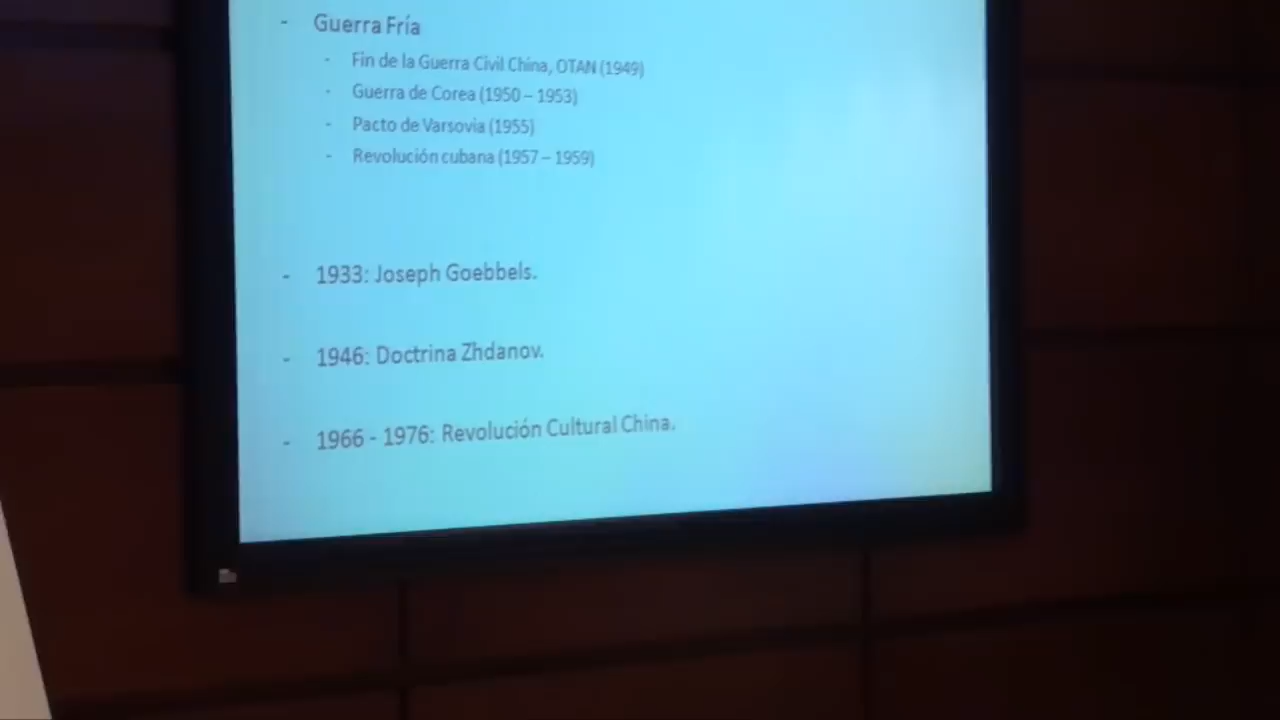 - Guerra Fría
- Fin de la Guerra Civil China, OTAN (1949)
- Guerra de Corea (1950 – 1953)
- Pacto de Varsovia (1955)
- Revolución cubana (1957 – 1959)
- 1933: Joseph Goebbels.
- 1946: Doctrina Zhdanov.
- 1966 - 1976: Revolución Cultural China.